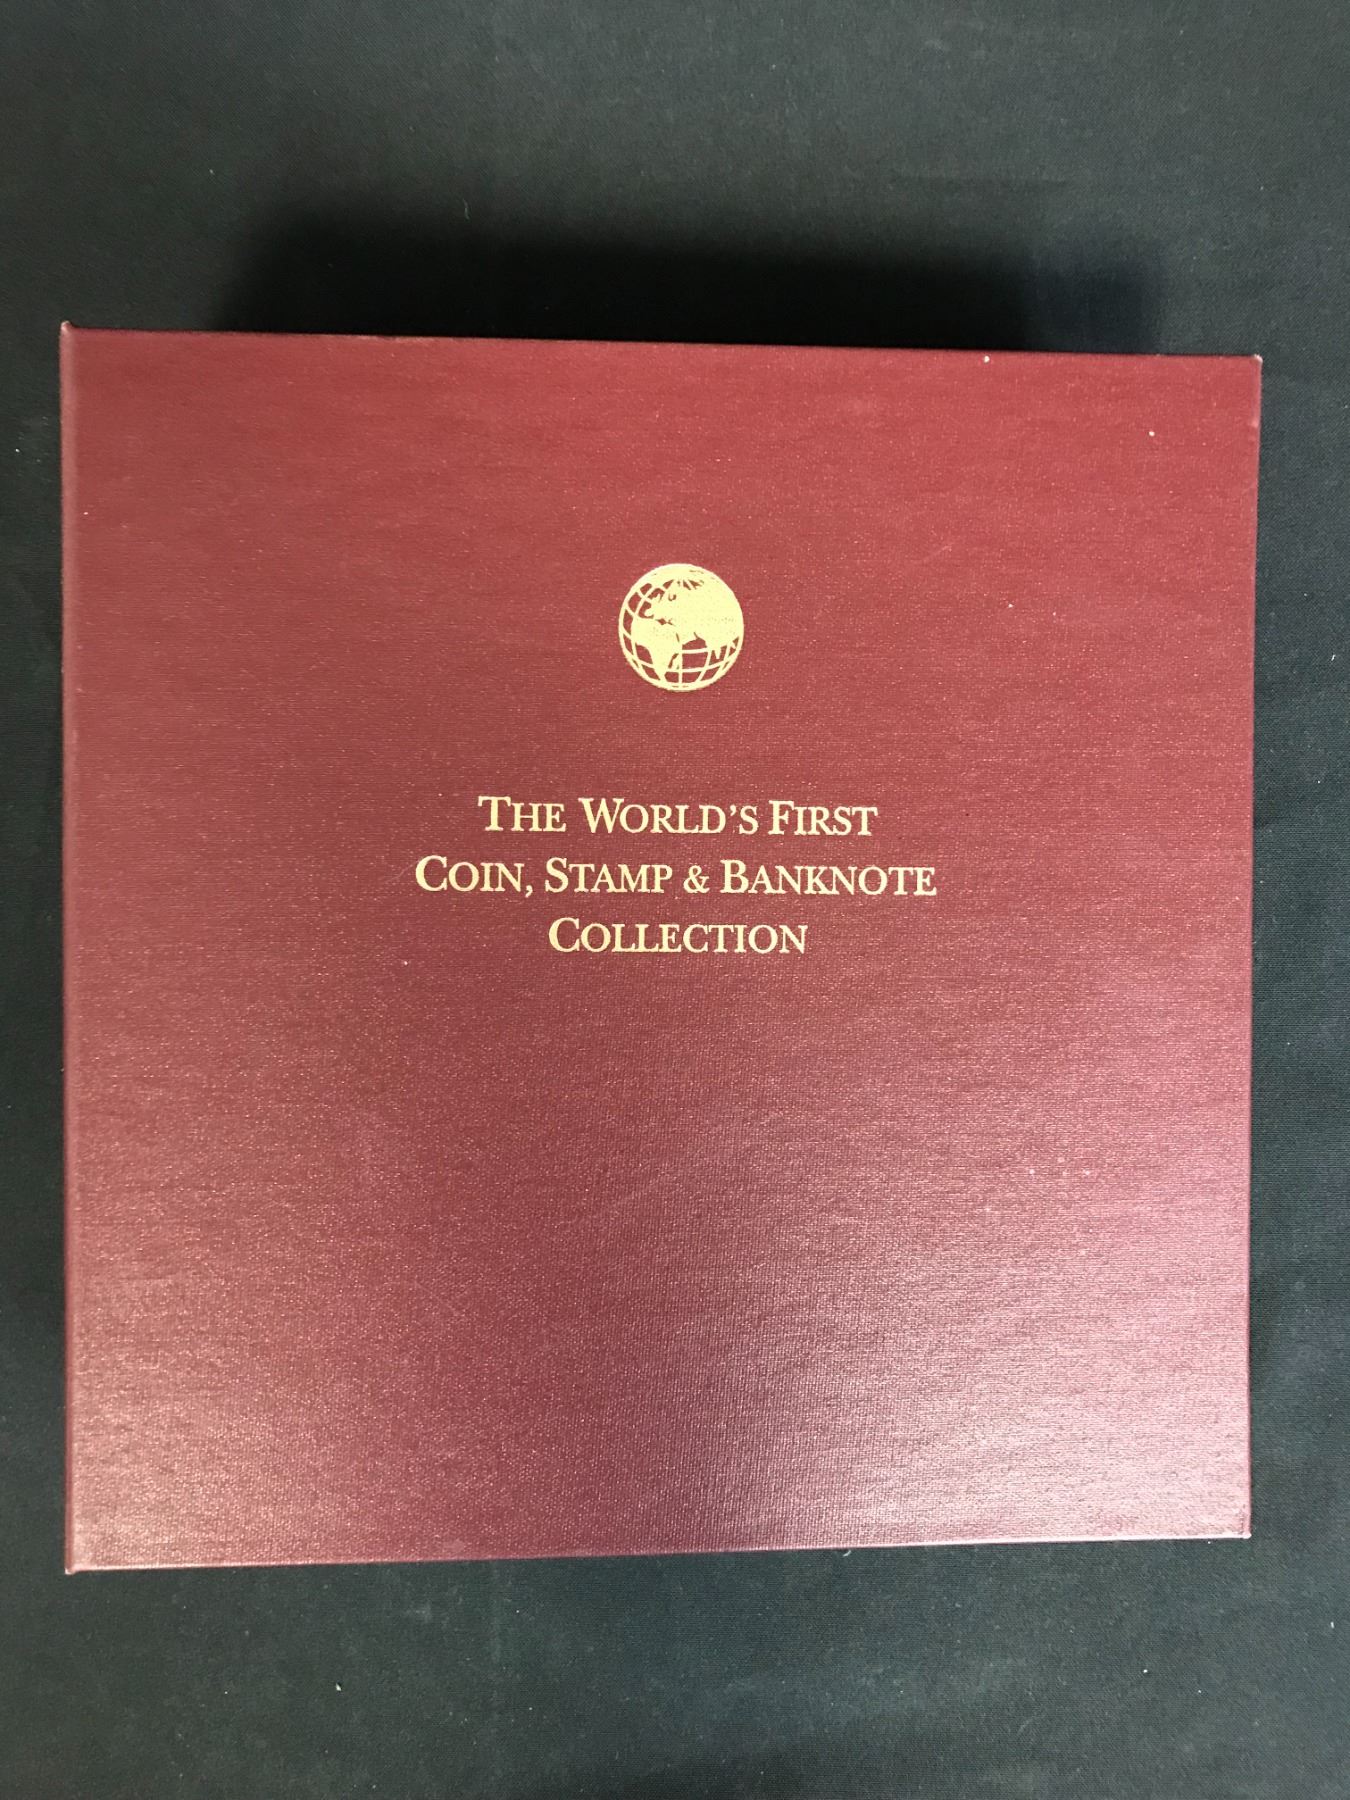 THE WORLD'S FIRST
COIN, STAMP & BANKNOTE
COLLECTION